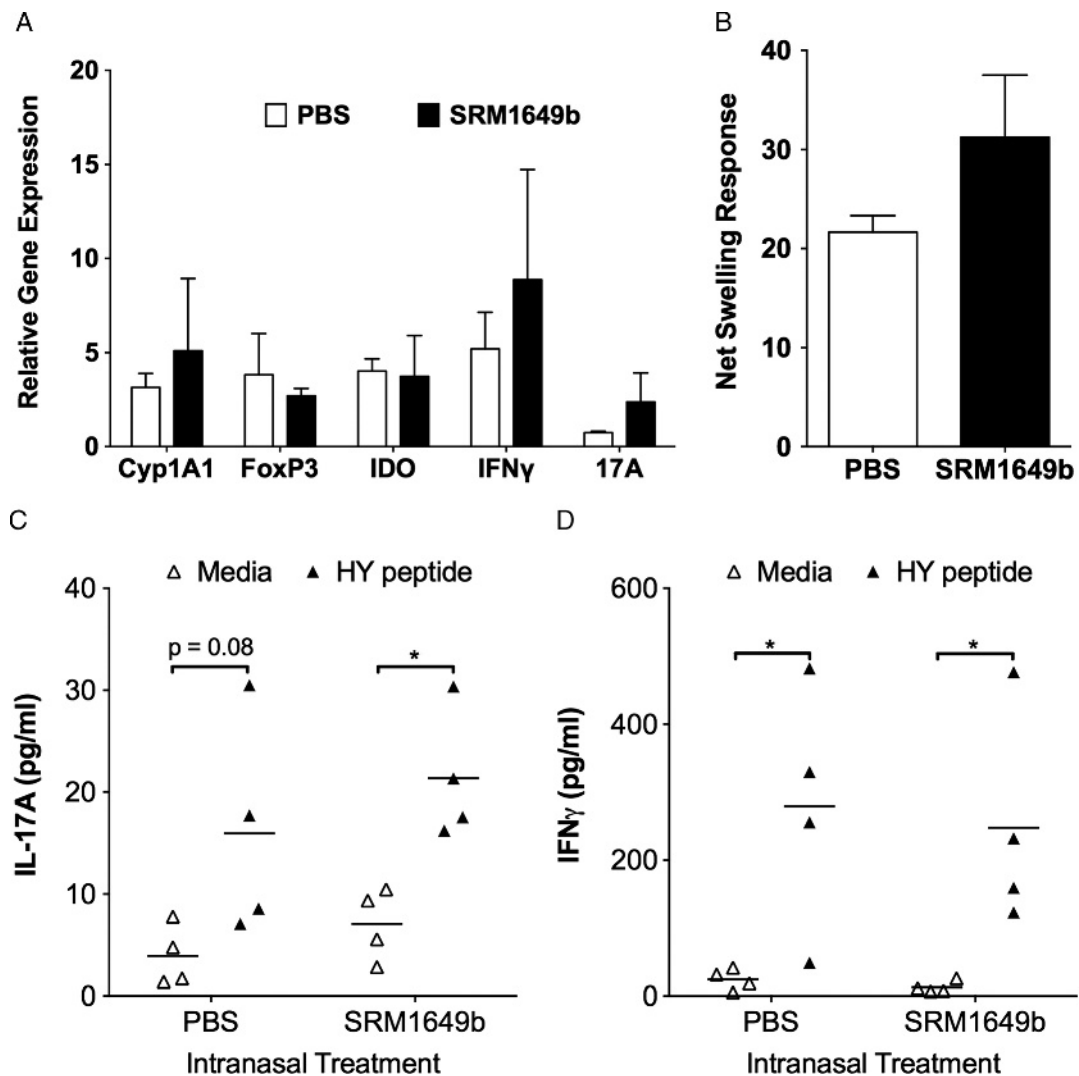 A
Relative Gene Expression
20
15
10
5
0
PBS
SRM1649b
Cyp1A1
FoxP3
IDO
IFNγ
17A
B
Net Swelling Response
40
30
20
10
0
PBS
SRM1649b
C
Media
HY peptide
IL-17A (pg/ml)
40
30
20
10
0
p = 0.08
*
PBS
SRM1649b
Intranasal Treatment
D
Media
HY peptide
IFNγ (pg/ml)
600
400
200
0
*
*
PBS
SRM1649b
Intranasal Treatment